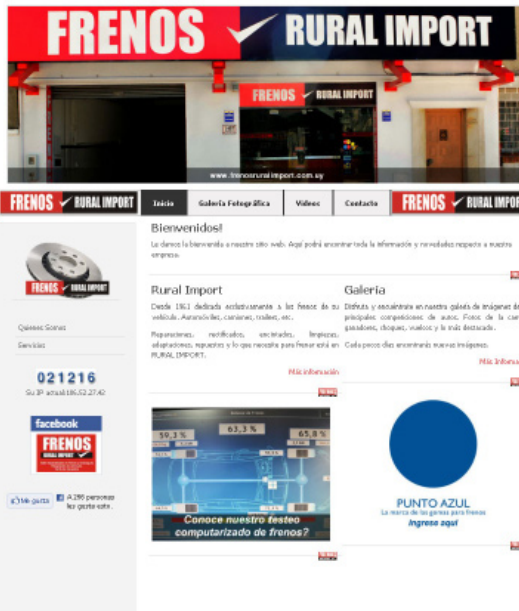 FRENOS RURAL IMPORT
FRENOS RURAL IMPORT
www.frenosruralimport.com.uy
FRENOS RURAL IMPORT
Inicio Galería Fotográfica Videos Contacto
FRENOS RURAL IMPOR
Bienvenidos!
Le damos la bienvenida a nuestro sitio web. Aquí podrá encontrar toda la información y novedades respecto a nuestra
empresa.
FRENOS RURAL IMPORT
Quienes Somos
Servicios
021216
Su IP actual:186.52.27.42
facebook
FRENOS
RURAL IMPORT
Me gusta
A 296 personas
les gusta esto.
Rural Import
Desde 1961 dedicada exclusivamente a los frenos de su
vehículo. Automóviles, camiones, trailers, etc.
Reparaciones, rectificados, encintados, limpiezas,
adaptaciones, repuestos y lo que necesita para frenar está en
RURAL IMPORT.
Más información
Galería
Disfruta y encuéntrate en nuestra galería de imágenes de
principales competiciones de autos. Fotos de la carr
ganadores, choques, vuelcos y lo más destacado.
Cada pocos días encontrarás nuevas imágenes.
Más Informa
59,3 % 63,3 % 65,8 %
Conoce nuestro testeo
computarizado de frenos?
PUNTO AZUL
La marca de las gomas para frenos
Ingrese aquí